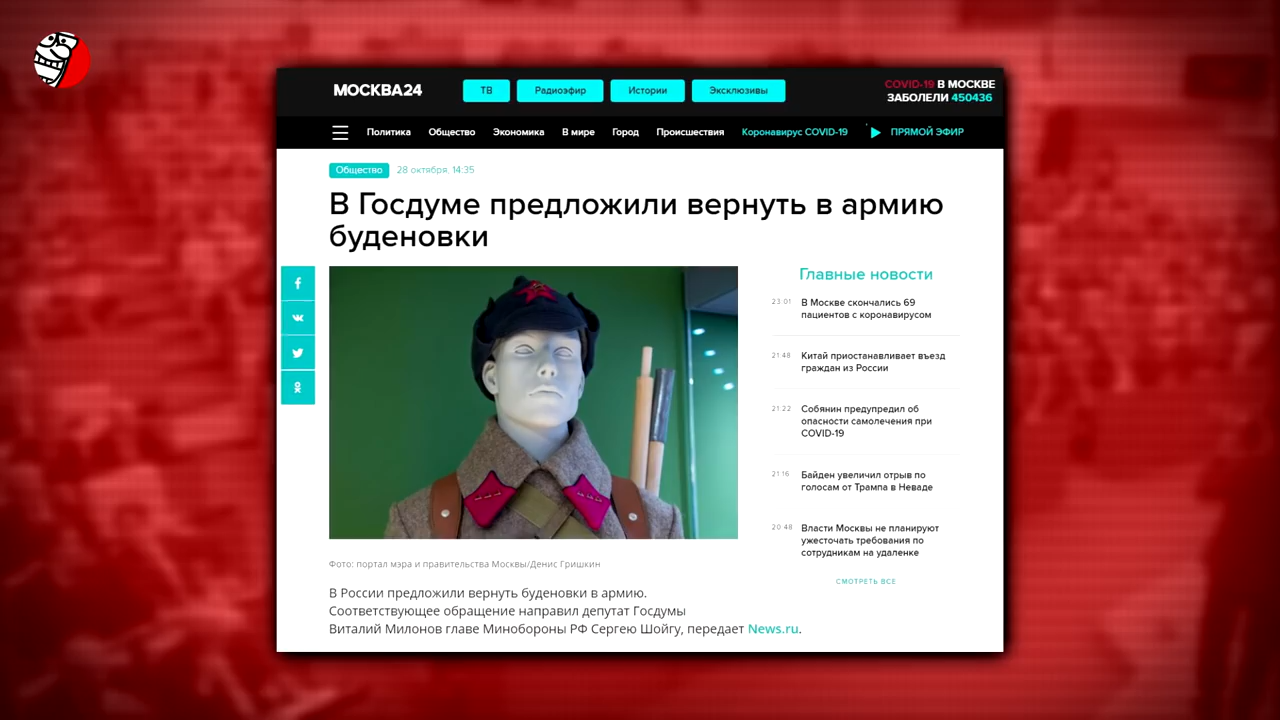 МОСКВА24
ТВ
Радиоэфир
Истории
Эксклюзивы
COVID-19 В МОСКВЕ
ЗАБОЛЕЛИ 450436
Политика
Общество
Экономика
В мире
Город
Происшествия
Коронавирус COVID-19
ПРЯМОЙ ЭФИР
Общество
28 октября, 14:35
В Госдуме предложили вернуть в армию
буденовки
Главные новости
23:01
В Москве скончались 69
пациентов с коронавирусом
21:48
Китай приостанавливает въезд
граждан из России
21:22
Собянин предупредил об
опасности самолечения при
COVID-19
21:16
Байден увеличил отрыв по
голосам от Трампа в Неваде
20:48
Власти Москвы не планируют
ужесточать требования по
сотрудникам на удаленке
СМОТРЕТЬ ВСЕ
Фото: портал мэра и правительства Москвы/Денис Гришкин
В России предложили вернуть буденовки в армию.
Соответствующее обращение направил депутат Госдумы
Виталий Милонов главе Минобороны РФ Сергею Шойгу, передает News.ru.